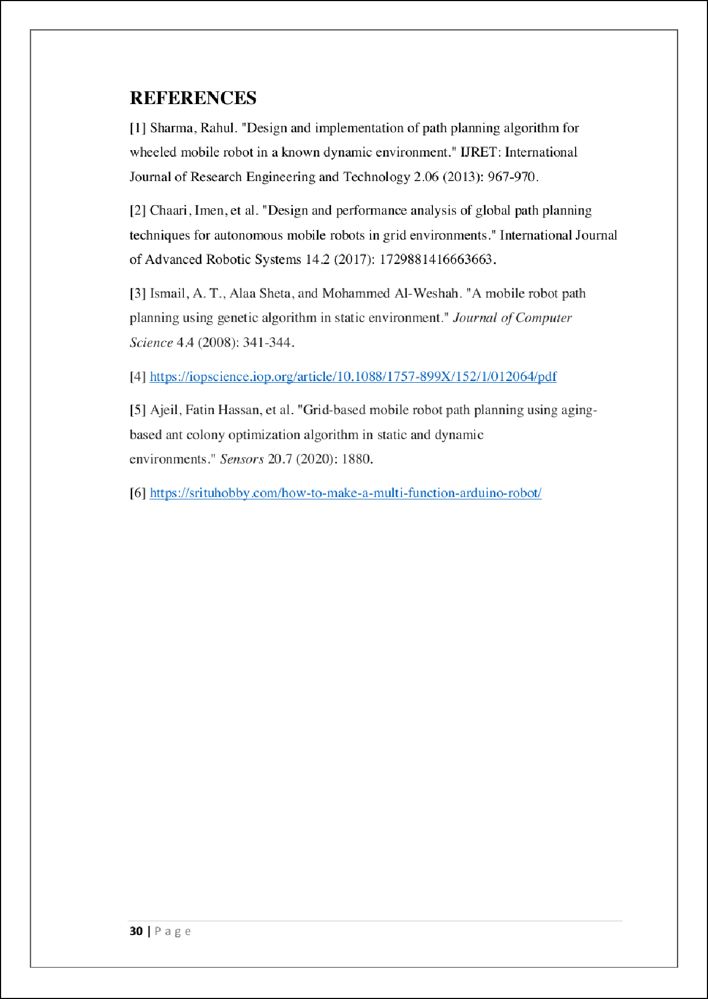 REFERENCES
[1] Sharma, Rahul. "Design and implementation of path planning algorithm for
wheeled mobile robot in a known dynamic environment." IJRET: International
Journal of Research Engineering and Technology 2.06 (2013): 967-970.
[2] Chaari, Imen, et al. "Design and performance analysis of global path planning
techniques for autonomous mobile robots in grid environments." International Journal
of Advanced Robotic Systems 14.2 (2017): 1729881416663663.
[3] Ismail, A. T., Alaa Sheta, and Mohammed Al-Weshah. "A mobile robot path
planning using genetic algorithm in static environment." Journal of Computer
Science 4.4 (2008): 341-344.
[4] https://iopscience.iop.org/article/10.1088/1757-899X/152/1/012064/pdf
[5] Ajeil, Fatin Hassan, et al. "Grid-based mobile robot path planning using aging-
based ant colony optimization algorithm in static and dynamic
environments." Sensors 20.7 (2020): 1880.
[6] https://srituhobby.com/how-to-make-a-multi-function-arduino-robot/
30 | P a g e